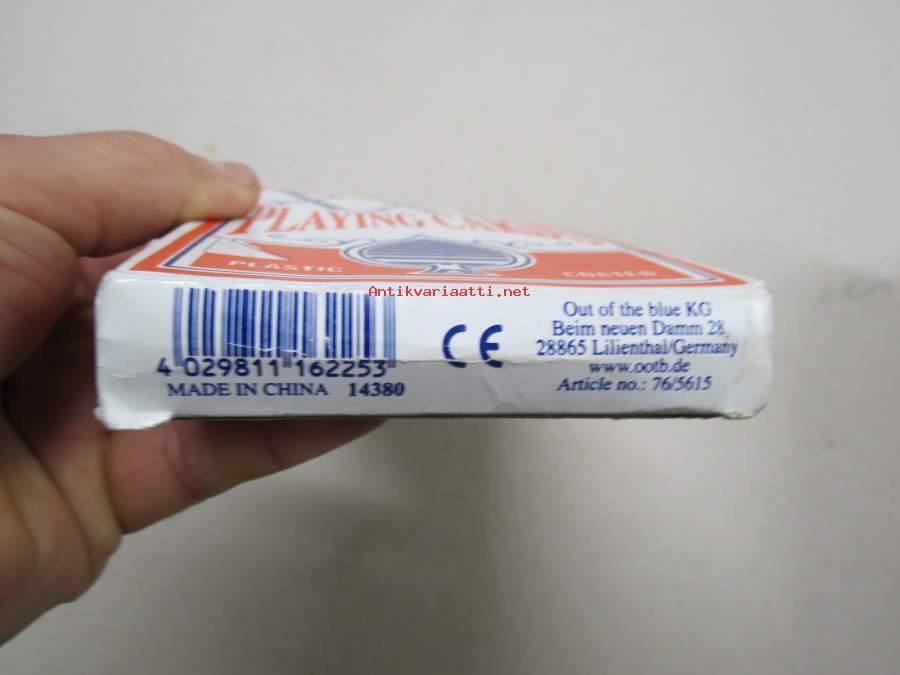 PLAYING CARDS
PLASTIC COATED
Antikvariaatti.net
4 029811 162253
MADE IN CHINA 14380
CE
Out of the blue KG
Beim neuen Damm 28
28865 Lilienthal/Germany
www.ootb.de
Article no.: 76/5615